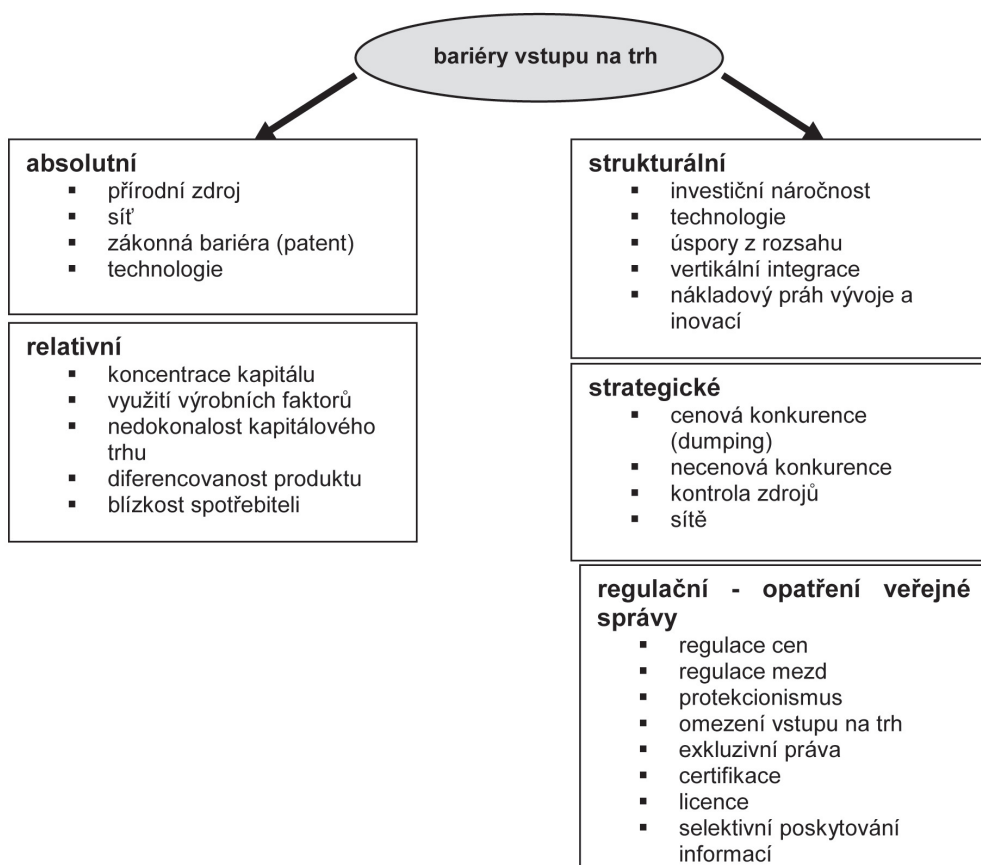 bariéry vstupu na trh
absolutní
▪ přírodní zdroj
▪ síť
▪ zákonná bariéra (patent)
▪ technologie
relativní
▪ koncentrace kapitálu
▪ využití výrobních faktorů
▪ nedokonalost kapitálového
trhu
▪ diferencovanost produktu
▪ blízkost spotřebiteli
strukturální
▪ investiční náročnost
▪ technologie
▪ úspory z rozsahu
▪ vertikální integrace
▪ nákladový práh vývoje a
inovací
strategické
▪ cenová konkurence
(dumping)
▪ necenová konkurence
▪ kontrola zdrojů
▪ sítě
regulační - opatření veřejné
správy
▪ regulace cen
▪ regulace mezd
▪ protekcionismus
▪ omezení vstupu na trh
▪ exkluzivní práva
▪ certifikace
▪ licence
▪ selektivní poskytování
informací